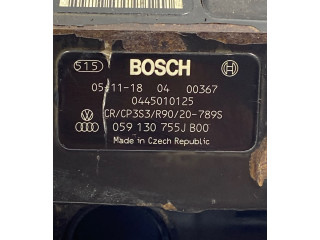 515 BOSCH
05-11-18 04 00367
0445010125
CR/CP3S3/R90/20-789S
059 130 755J B00
Made in Czech Republic